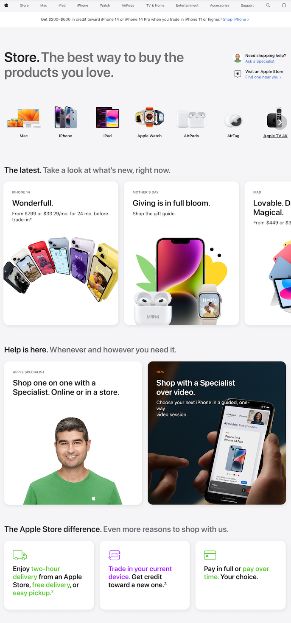 Store Mac iPad iPhone Watch AirPods TV & Home Entertainment Accessories Support
Get $200–$600 in credit toward iPhone 14 or iPhone 14 Pro when you trade in iPhone 11 or higher. Shop iPhone >
Store. The best way to buy the
products you love.
Need shopping help?
Ask a Specialist
Visit an Apple Store
Find one near you
Mac
iPhone
iPad
Apple Watch
AirPods
AirTag
Apple TV 4K
The latest. Take a look at what's new, right now.
IPHONE 14
Wonderfull.
From $799 or $33.29/mo. for 24 mo. before
trade-in
MOTHER'S DAY
Giving is in full bloom.
Shop the gift guide
IPAD
Lovable. D
Magical.
From $449 or $3
Help is here. Whenever and however you need it.
APPLE SPECIALIST
Shop one on one with a
Specialist. Online or in a store.
Shop with a Specialist
over video.
Choose your next iPhone in a guided, one-
way
video session.
The Apple Store difference. Even more reasons to shop with us.
Enjoy two-hour
delivery from an Apple
Store, free delivery, or
easy pickup.
Trade in your current
device. Get credit
toward a new one.
Pay in full or pay over
time. Your choice.